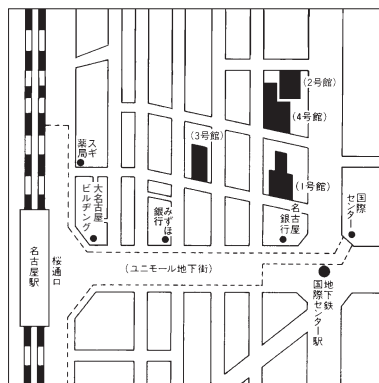 (2号館)
(4号館)
(3号館)
(1号館)
スギ
薬局
大名古屋
ビルヂング
みずほ
銀行
名古屋
銀行
国際
センター
名古屋駅
桜通口
(ユニモール地下街)
地下鉄
国際センター駅